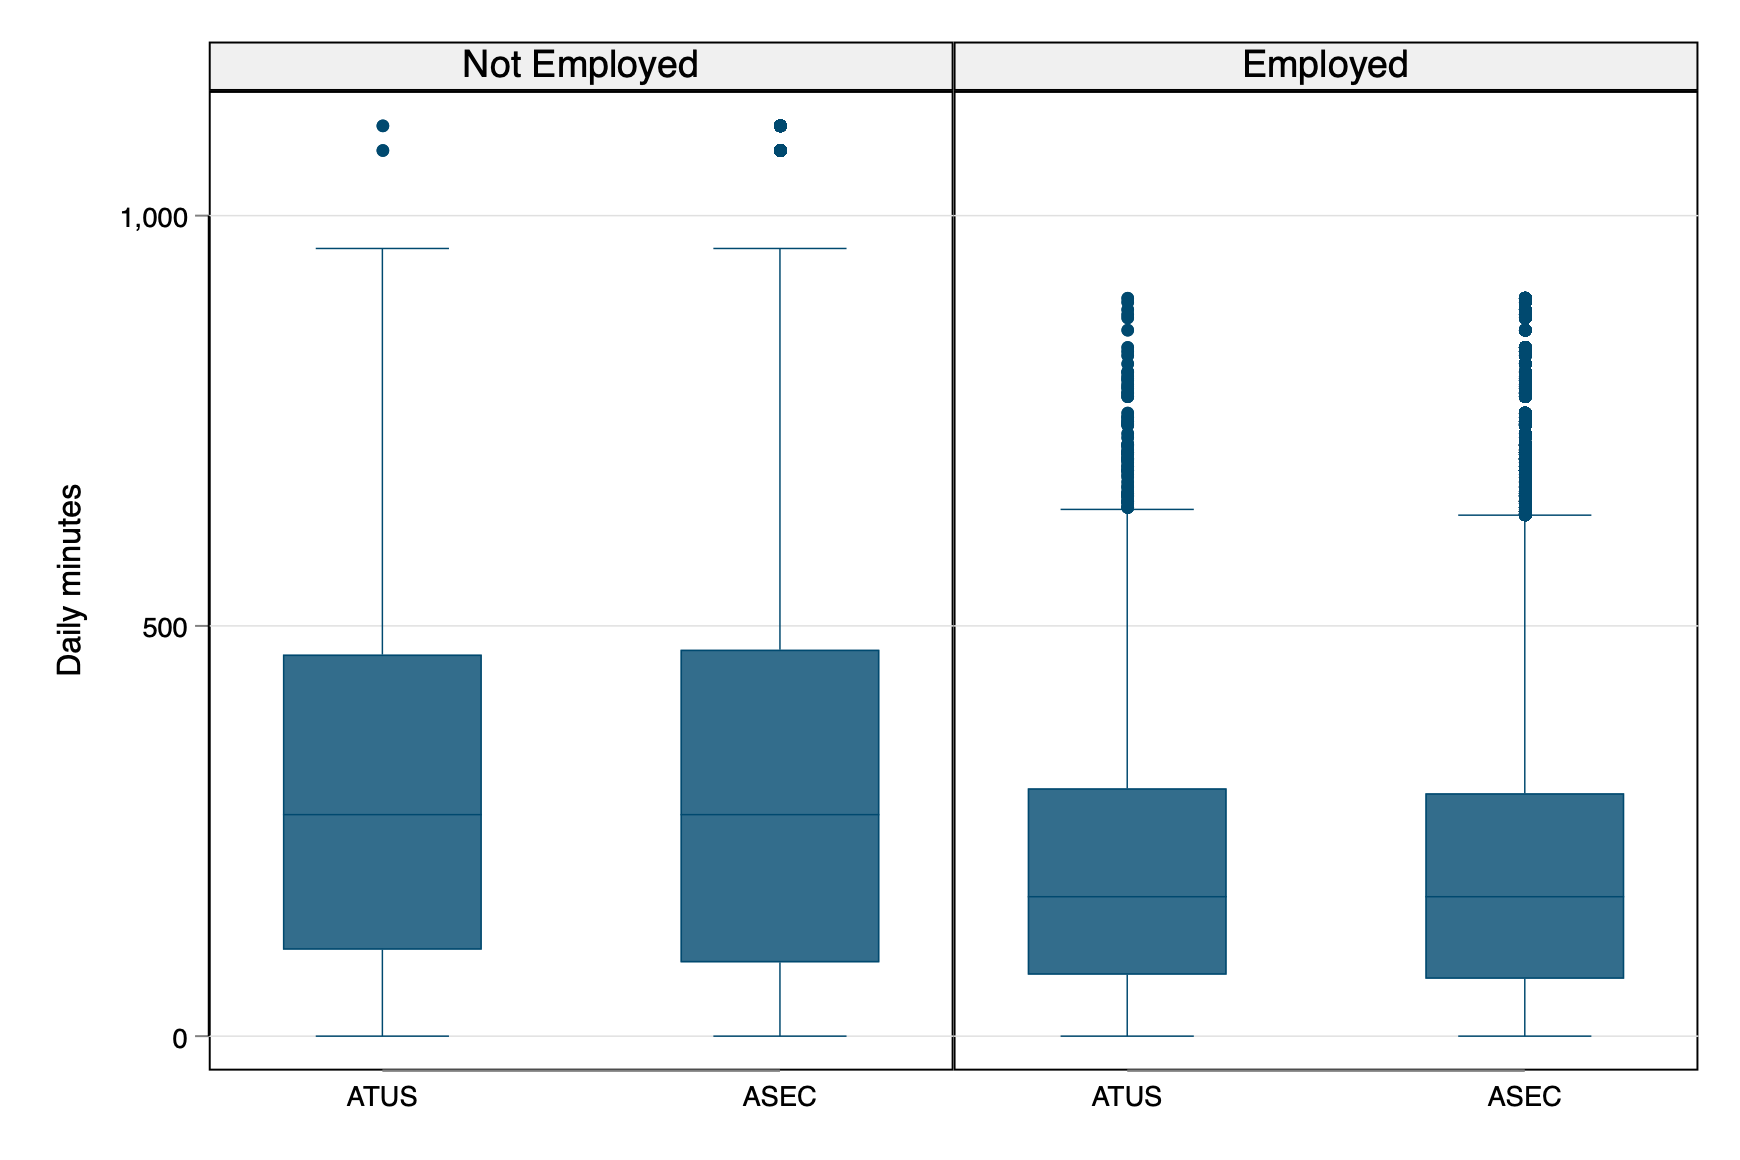 Not Employed
Employed
1,000
500
0
Daily minutes
ATUS
ASEC
ATUS
ASEC